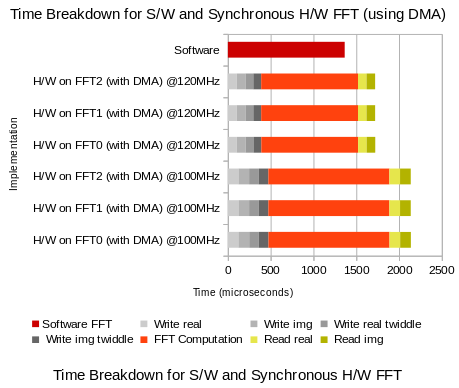 Time Breakdown for S/W and Synchronous H/W FFT (using DMA)
Implementation
Software
H/W on FFT2 (with DMA) @120MHz
H/W on FFT1 (with DMA) @120MHz
H/W on FFT0 (with DMA) @120MHz
H/W on FFT2 (with DMA) @100MHz
H/W on FFT1 (with DMA) @100MHz
H/W on FFT0 (with DMA) @100MHz
0 500 1000 1500 2000 2500
Time (microseconds)
Software FFT Write real Write img Write real twiddle
Write img twiddle FFT Computation Read real Read img
Time Breakdown for S/W and Synchronous H/W FFT